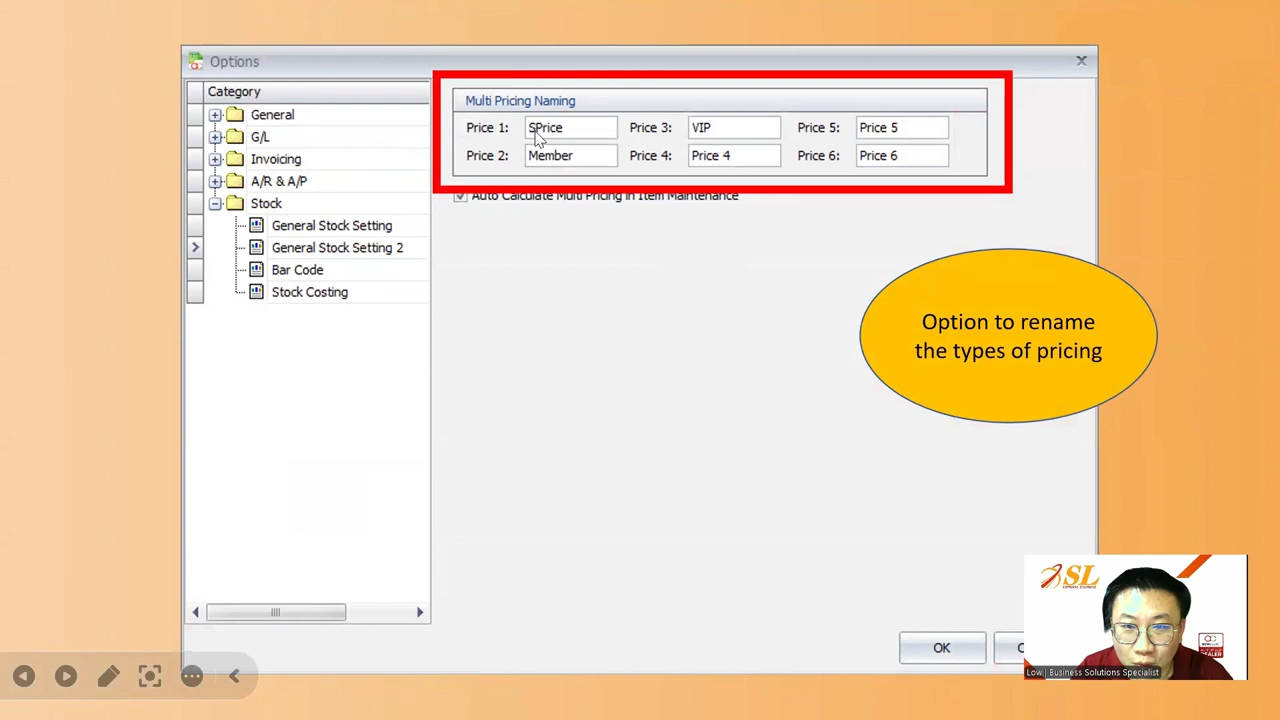 Options
Category
General
G/L
Invoicing
A/R & A/P
Stock
General Stock Setting
General Stock Setting 2
Bar Code
Stock Costing
Multi Pricing Naming
Price 1: SPrice Price 3: VIP Price 5: Price 5
Price 2: Member Price 4: Price 4 Price 6: Price 6
Auto Calculate Multi Pricing in Item Maintenance
Option to rename
the types of pricing
OK
SL
Low | Business Solutions Specialist